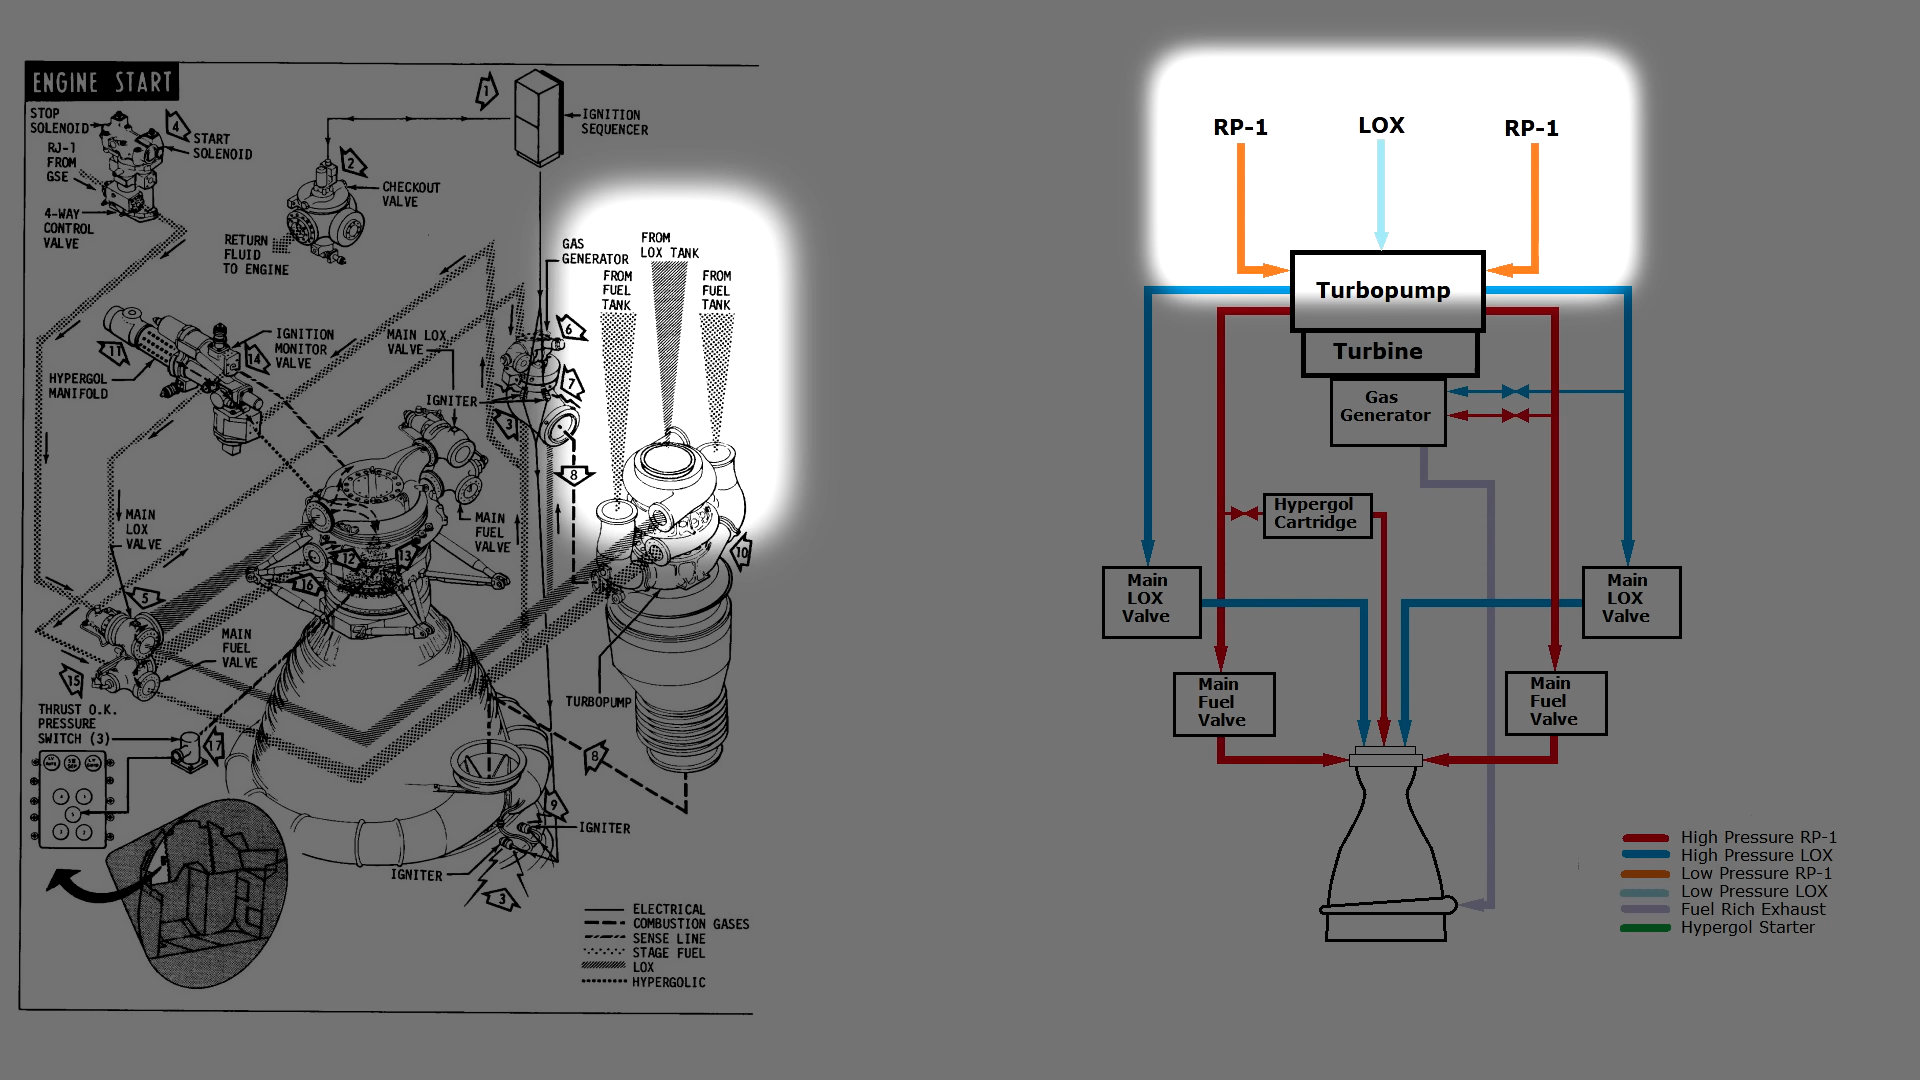 ENGINE START
STOP
SOLENOID
4
START
SOLENOID
RJ-1
FROM
GSE
4-WAY
CONTROL
VALVE
1
IGNITION
SEQUENCER
2
CHECKOUT
VALVE
RETURN
FLUID
TO ENGINE
GAS
GENERATOR
FROM
LOX TANK
FROM
FUEL
TANK
FROM
FUEL
TANK
6
11
IGNITION
MONITOR
VALVE
14
MAIN LOX
VALVE
HYPERGOL
MANIFOLD
IGNITER
7
3
8
MAIN
LOX
VALVE
MAIN
FUEL
VALVE
10
12
13
16
5
MAIN
FUEL
VALVE
15
THRUST O.K.
PRESSURE
SWITCH (3)
17
TURBOPUMP
8
9
IGNITER
IGNITER
3
ELECTRICAL
COMBUSTION GASES
SENSE LINE
STAGE FUEL
LOX
HYPERGOLIC
RP-1
LOX
RP-1
Turbopump
Turbine
Gas
Generator
Hypergol
Cartridge
Main
LOX
Valve
Main
LOX
Valve
Main
Fuel
Valve
Main
Fuel
Valve
High Pressure RP-1
High Pressure LOX
Low Pressure RP-1
Low Pressure LOX
Fuel Rich Exhaust
Hypergol Starter